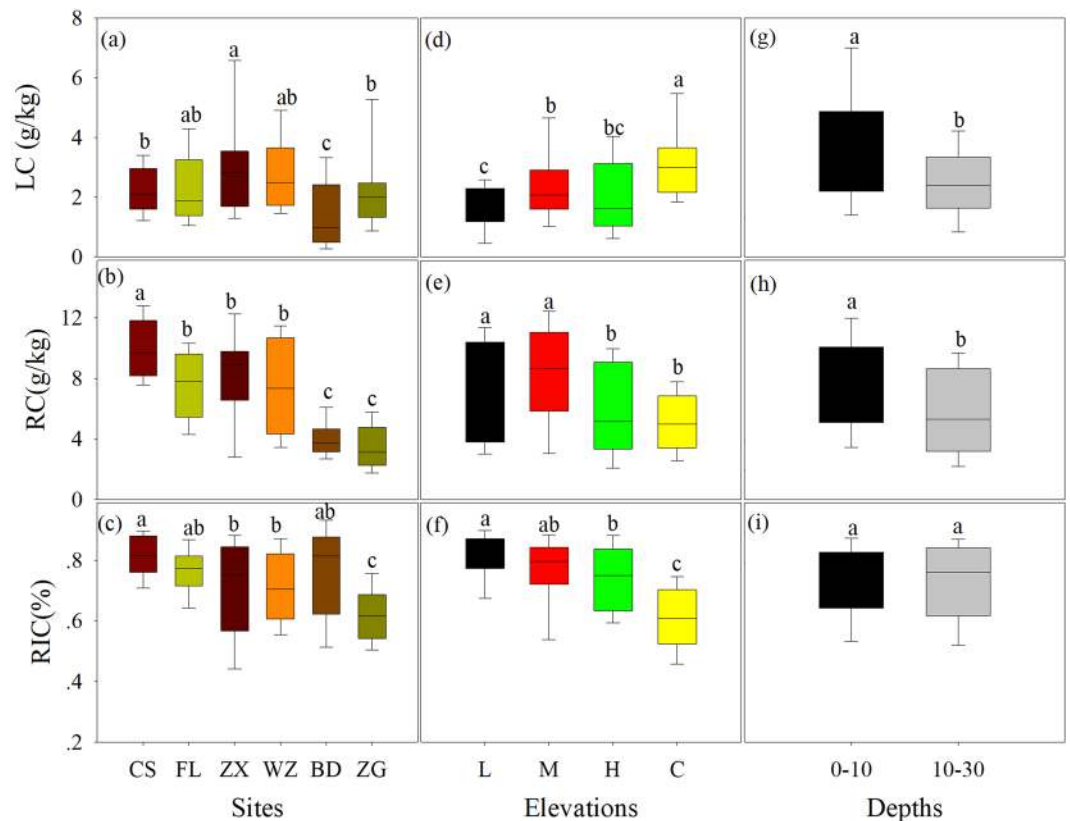 8
(a)
a
(d)
(g)
a
6
a
ab
ab
b
b
LC (g/kg)
4
b
bc
b
c
c
2
0
(b)
a
(e)
a
a
(h)
a
12
b
b
b
b
b
b
RC(g/kg)
8
c
c
4
0
(c)
a
ab
b
b
ab
(f)
a
ab
b
(i)
a
a
.8
c
c
RIC(%)
.6
.4
.2
CS FL ZX WZ BD ZG
L M H C
0-10 10-30
Sites
Elevations
Depths